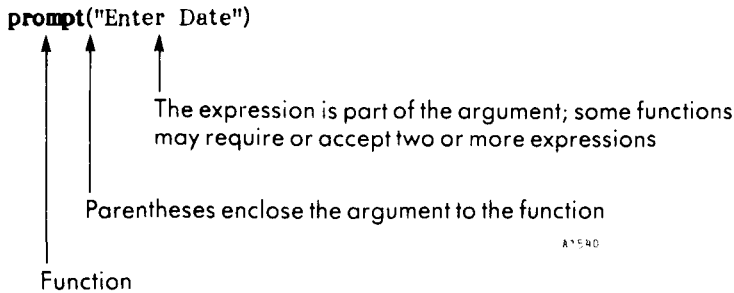 prompt("Enter Date")
The expression is part of the argument; some functions
may require or accept two or more expressions
Parentheses enclose the argument to the function
Function